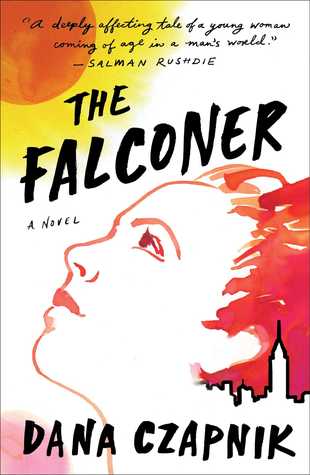 "A deeply affecting tale of a young woman
coming of age in a man's world."
—SALMAN RUSHDIE
THE
FALCONER
A NOVEL
DANA CZAPNIK